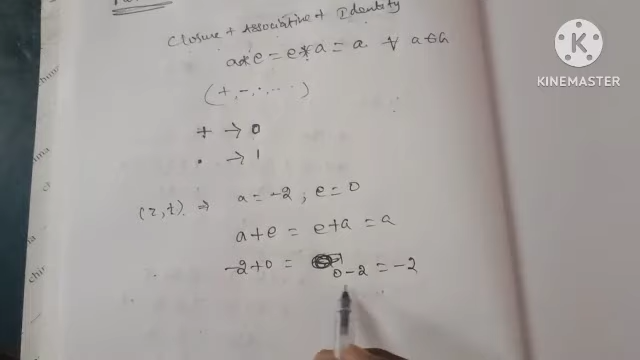 Closure + Associative + Identity
a*e = e*a = a ∀ a∈G
(+, -, ·, ....)
+ → 0
· → 1
(Z, +) ⇒ a = -2 ; e = 0
a+e = e+a = a
-2+0 = 0-2 = -2
KINEMASTER